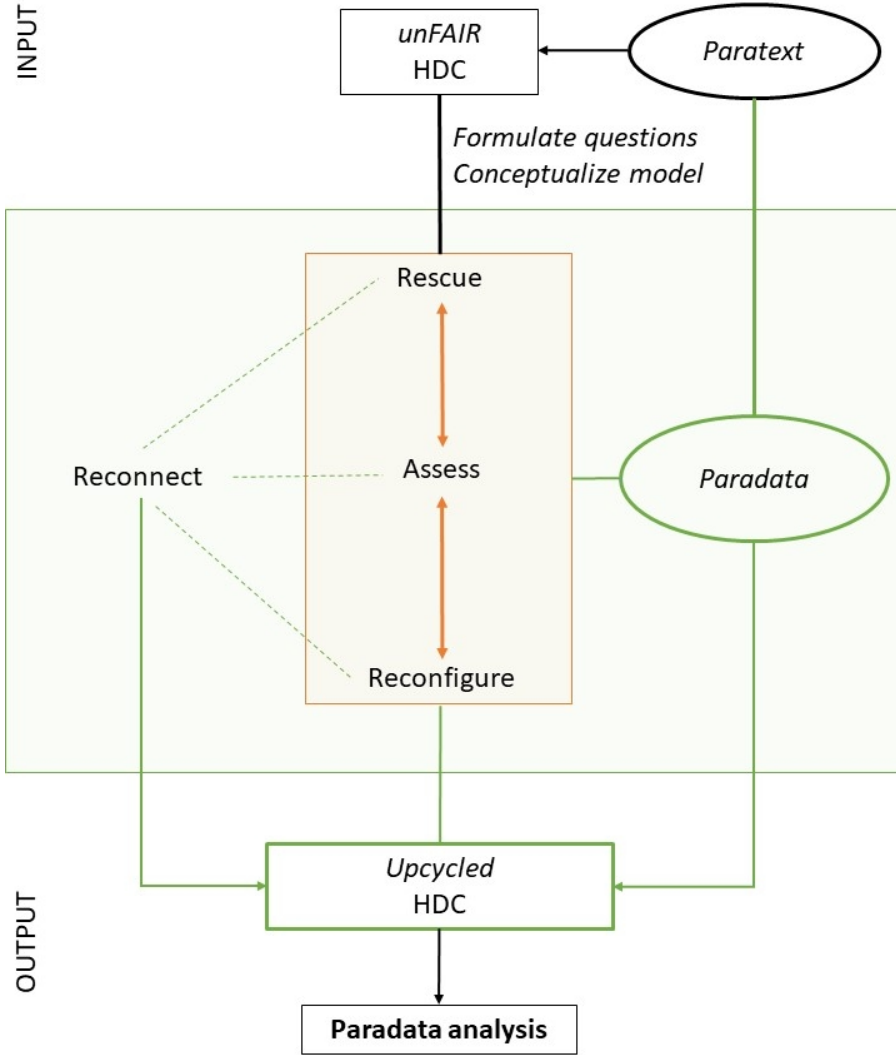 INPUT
unFAIR
HDC
Paratext
Formulate questions
Conceptualize model
Rescue
Reconnect
Assess
Paradata
Reconfigure
OUTPUT
Upcycled
HDC
Paradata analysis